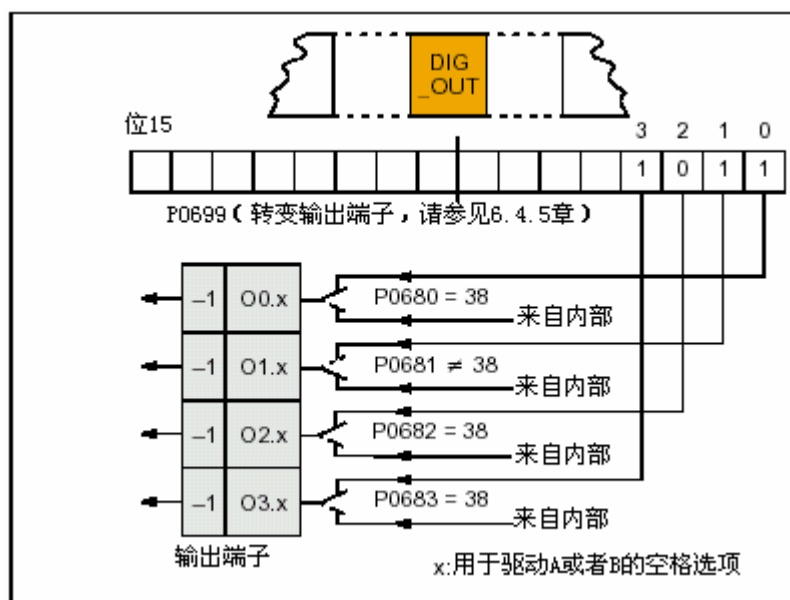 DIG
_OUT
位15
3 2 1 0
1 0 1 1
P0699(转变输出端子,请参见6.4.5章)
–1 O0.x P0680 = 38
来自内部
–1 O1.x P0681 ≠ 38
来自内部
–1 O2.x P0682 = 38
来自内部
–1 O3.x P0683 = 38
来自内部
输出端子
x:用于驱动A或者B的空格选项